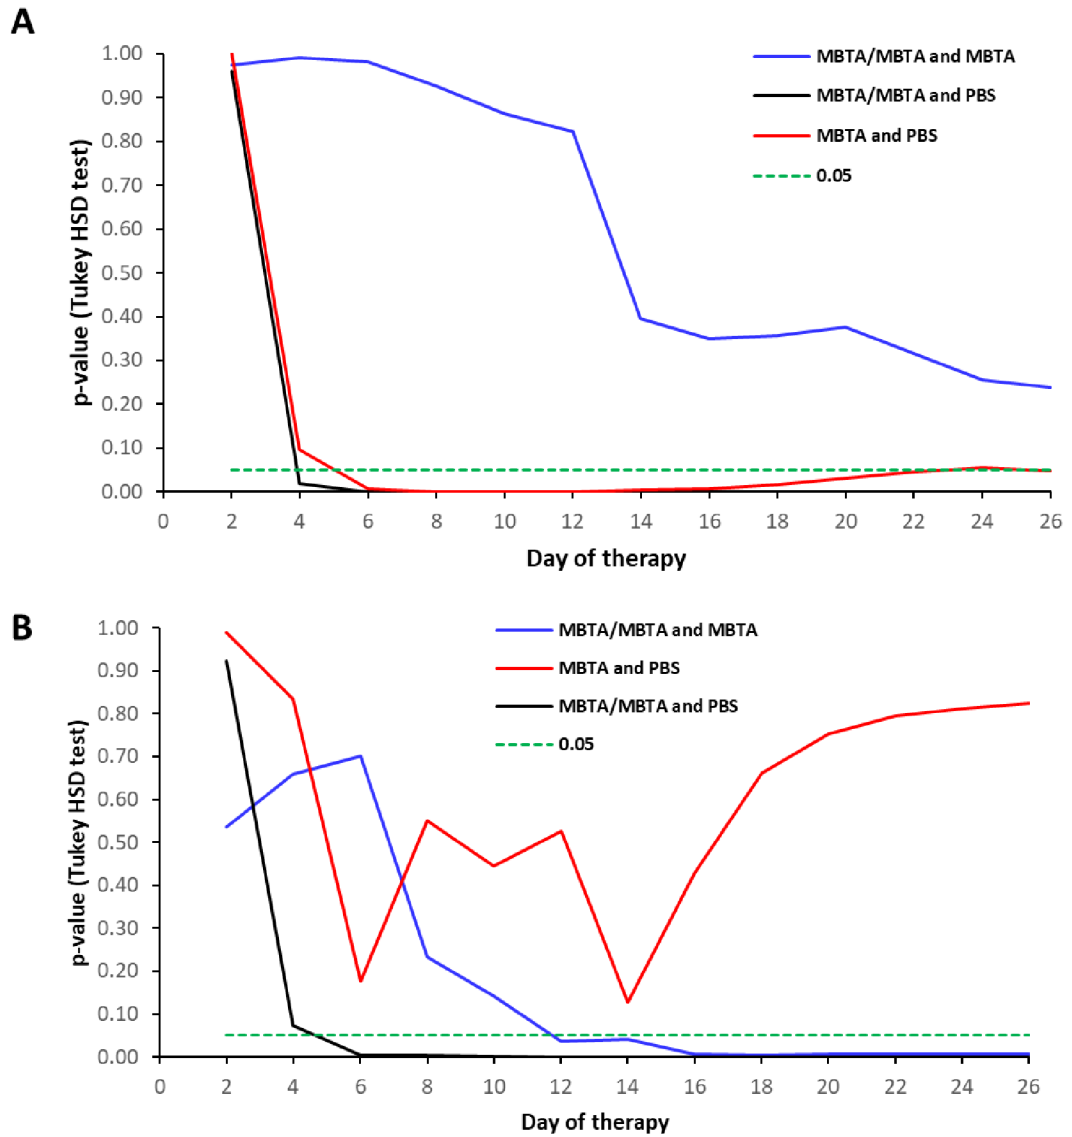 A
1.00
0.90
0.80
0.70
0.60
0.50
0.40
0.30
0.20
0.10
0.00
p-value (Tukey HSD test)
MBTA/MBTA and MBTA
MBTA/MBTA and PBS
MBTA and PBS
0.05
0 2 4 6 8 10 12 14 16 18 20 22 24 26
Day of therapy
B
1.00
0.90
0.80
0.70
0.60
0.50
0.40
0.30
0.20
0.10
0.00
p-value (Tukey HSD test)
MBTA/MBTA and MBTA
MBTA and PBS
MBTA/MBTA and PBS
0.05
0 2 4 6 8 10 12 14 16 18 20 22 24 26
Day of therapy